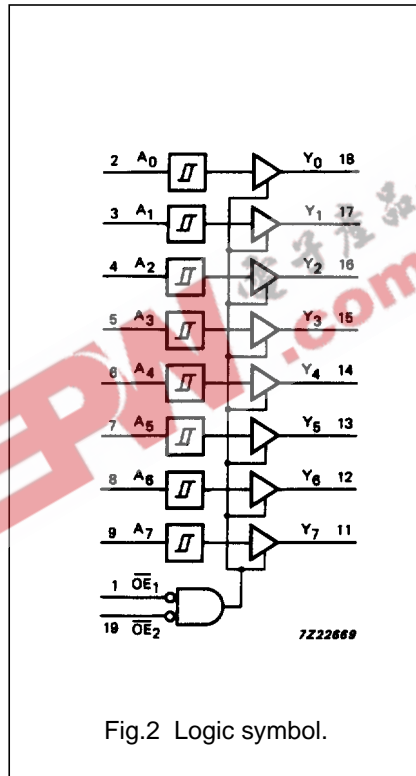 2 A0 Y0 18
3 A1 Y1 17
4 A2 Y2 16
5 A3 Y3 15
6 A4 Y4 14
7 A5 Y5 13
8 A6 Y6 12
9 A7 Y7 11
1 OE1
19 OE2
7Z22669
Fig.2 Logic symbol.
.com